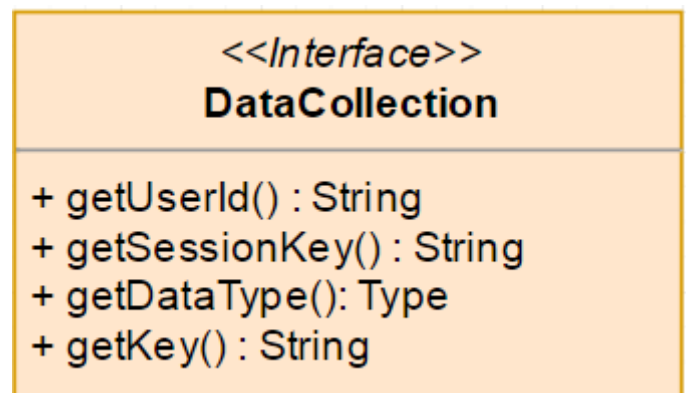 <<Interface>>
DataCollection
+ getUserId() : String
+ getSessionKey() : String
+ getDataType(): Type
+ getKey() : String